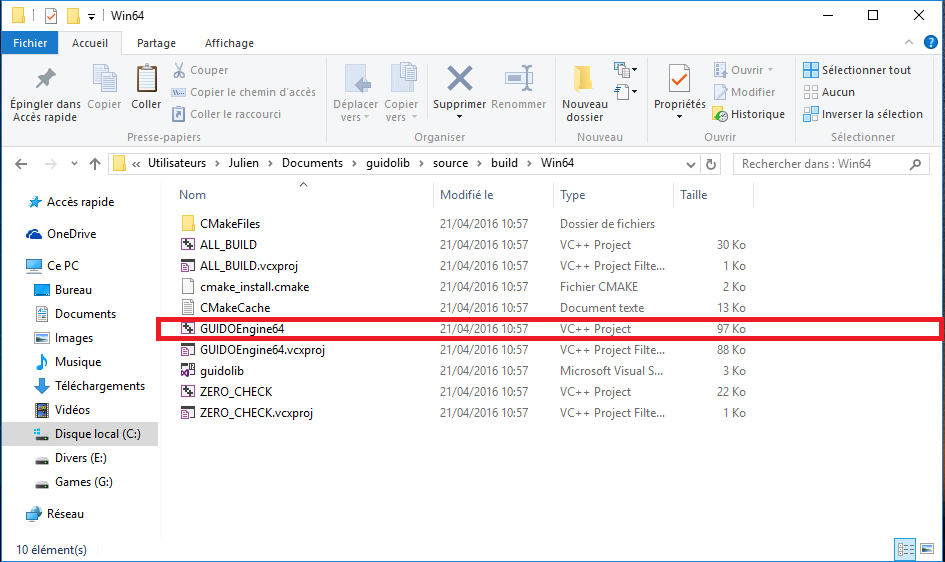 Win64
Fichier Accueil Partage Affichage
Épingler dans Accès rapide
Copier
Coller
Couper
Copier le chemin d'accès
Coller le raccourci
Presse-papiers
Déplacer vers
Copier vers
Supprimer
Renommer
Organiser
Nouveau dossier
Nouveau
Propriétés
Ouvrir
Modifier
Historique
Ouvrir
Sélectionner tout
Aucun
Inverser la sélection
Sélectionner
« Utilisateurs > Julien > Documents > guidolib > source > build > Win64
Rechercher dans : Win64
Accès rapide
OneDrive
Ce PC
Bureau
Documents
Images
Musique
Téléchargements
Vidéos
Disque local (C:)
Divers (E:)
Games (G:)
Réseau
Nom Modifié le Type Taille
CMakeFiles 21/04/2016 10:57 Dossier de fichiers
ALL_BUILD 21/04/2016 10:57 VC++ Project 30 Ko
ALL_BUILD.vcxproj 21/04/2016 10:57 VC++ Project Filte... 1 Ko
cmake_install.cmake 21/04/2016 10:57 Fichier CMAKE 2 Ko
CMakeCache 21/04/2016 10:57 Document texte 13 Ko
GUIDOEngine64 21/04/2016 10:57 VC++ Project 97 Ko
GUIDOEngine64.vcxproj 21/04/2016 10:57 VC++ Project Filte... 88 Ko
guidolib 21/04/2016 10:57 Microsoft Visual S... 3 Ko
ZERO_CHECK 21/04/2016 10:57 VC++ Project 22 Ko
ZERO_CHECK.vcxproj 21/04/2016 10:57 VC++ Project Filte... 1 Ko
10 élément(s)